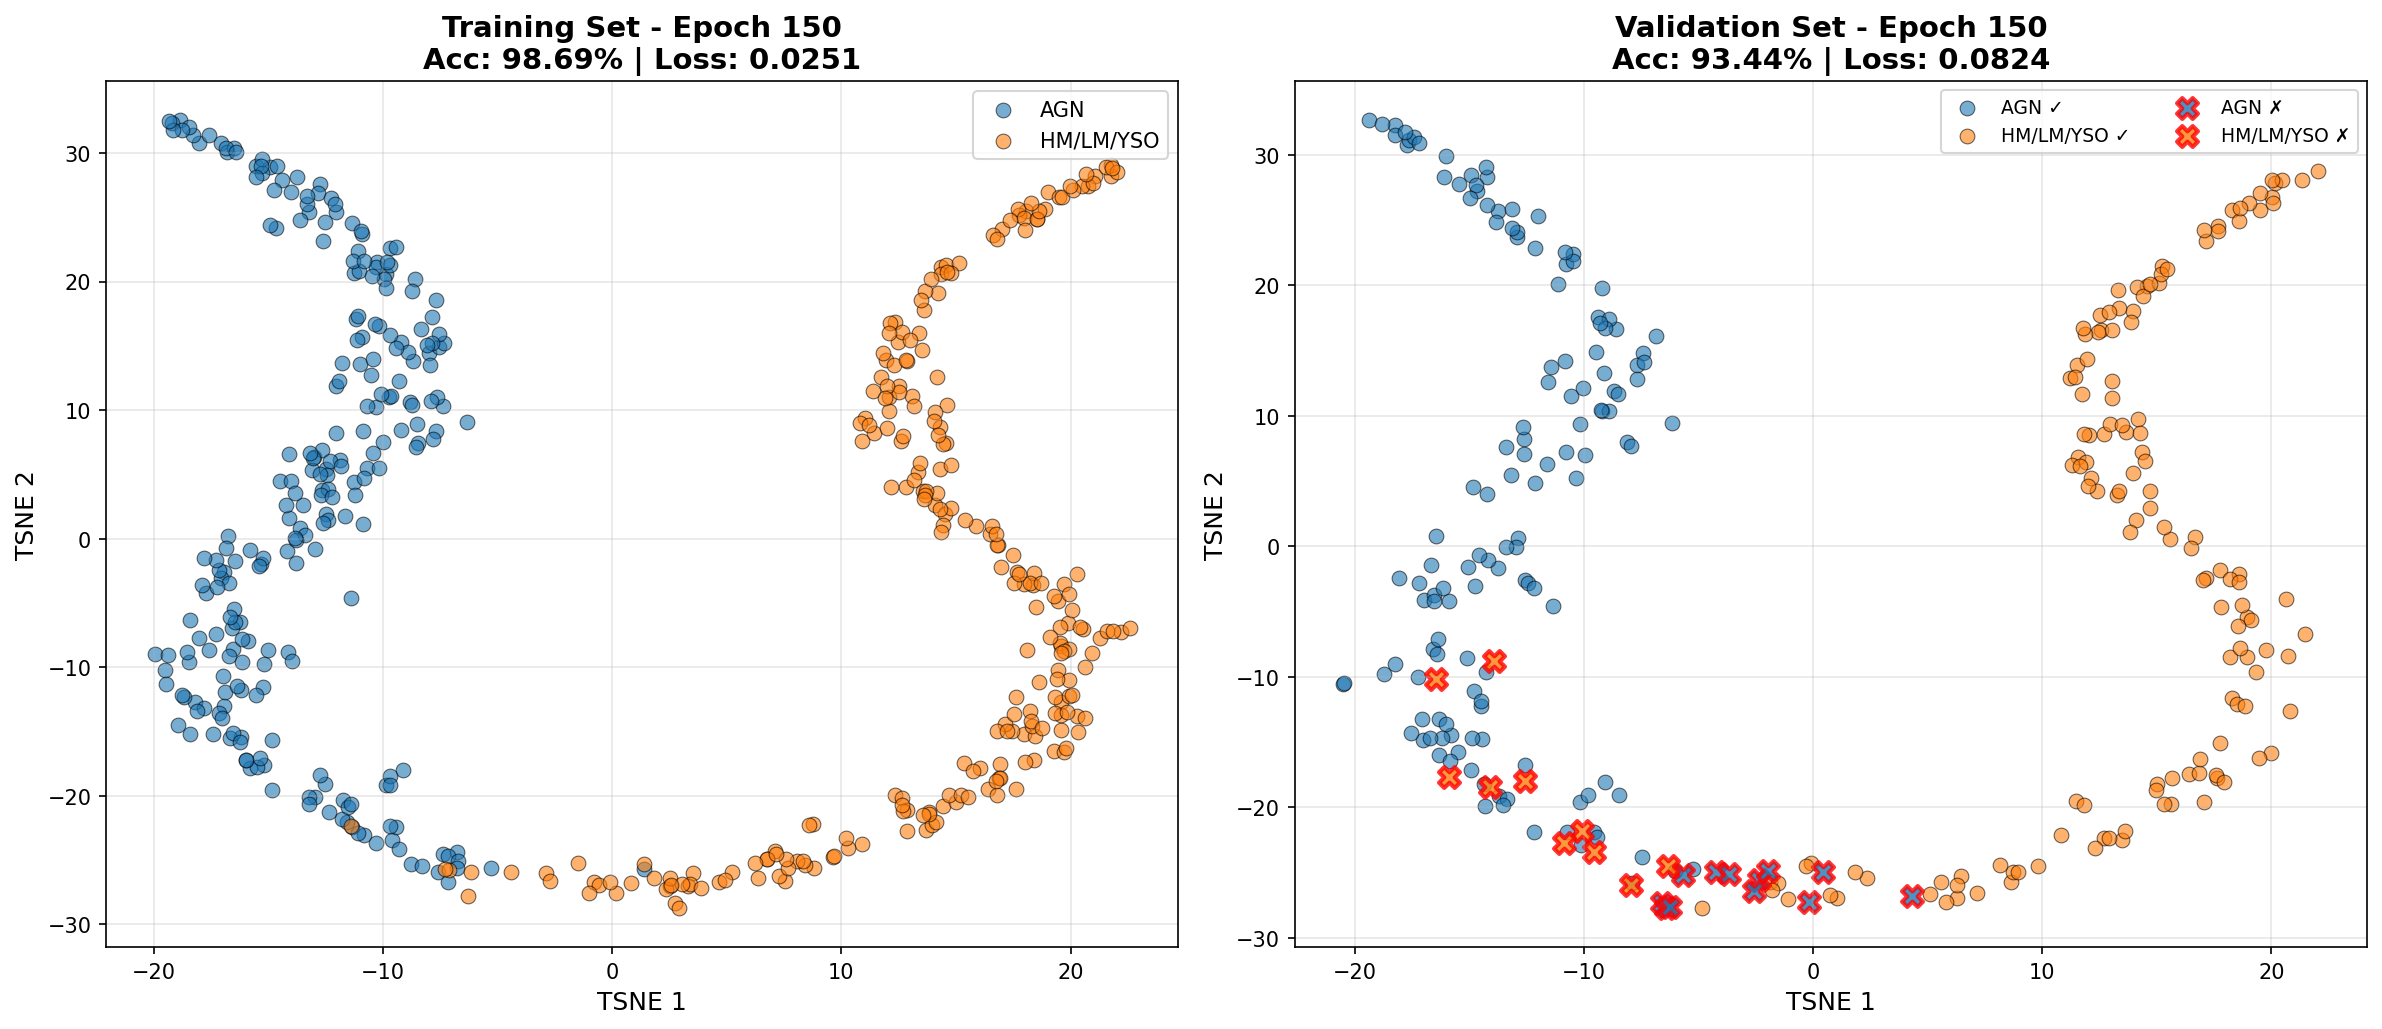 Training Set - Epoch 150
Acc: 98.69% | Loss: 0.0251
AGN
HM/LM/YSO
30
20
10
0
−10
−20
−30
TSNE 2
−20
−10
0
10
20
TSNE 1
Validation Set - Epoch 150
Acc: 93.44% | Loss: 0.0824
AGN ✓
HM/LM/YSO ✓
AGN ✗
HM/LM/YSO ✗
30
20
10
0
−10
−20
−30
TSNE 2
−20
−10
0
10
20
TSNE 1